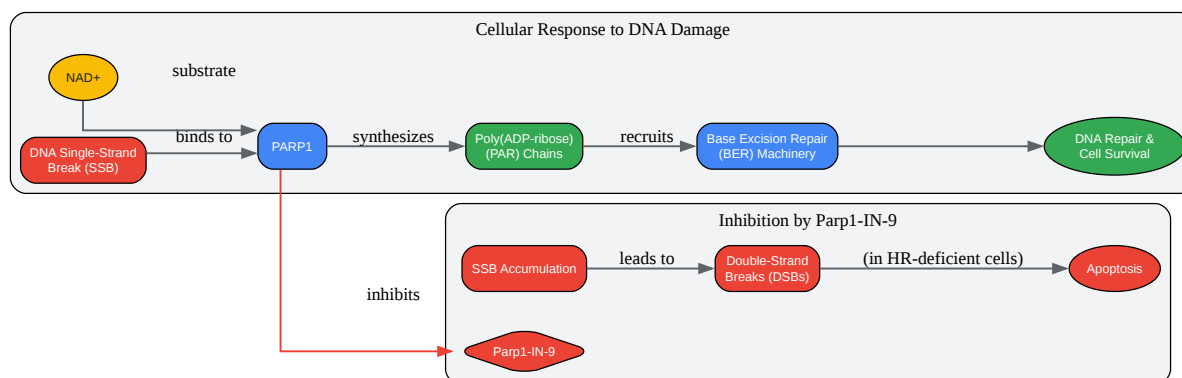 Cellular Response to DNA Damage
NAD+
substrate
DNA Single-Strand
Break (SSB)
binds to
PARP1
synthesizes
Poly(ADP-ribose)
(PAR) Chains
recruits
Base Excision Repair
(BER) Machinery
DNA Repair &
Cell Survival
Inhibition by Parp1-IN-9
SSB Accumulation
leads to
Double-Strand
Breaks (DSBs)
(in HR-deficient cells)
Apoptosis
inhibits
Parp1-IN-9